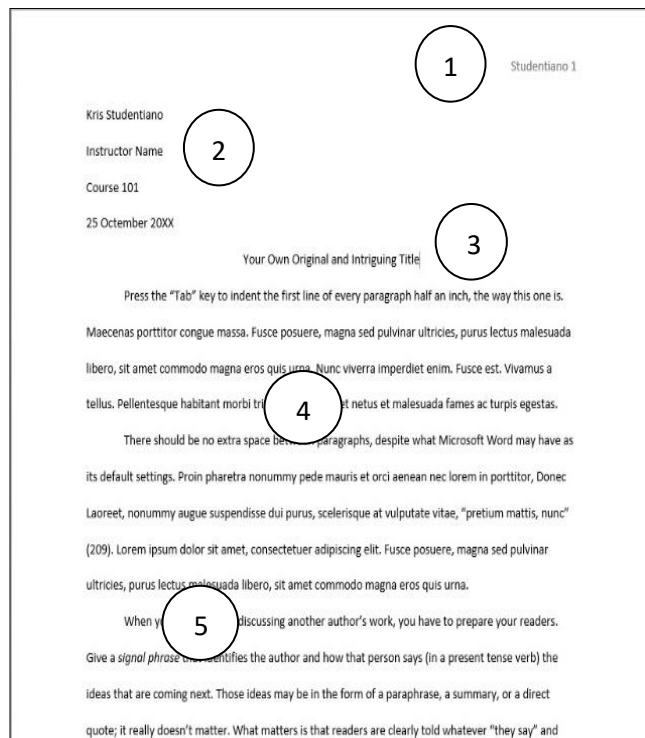 1
Studentiano 1
Kris Studentiano
Instructor Name
2
Course 101
25 Octember 20XX
3
Your Own Original and Intriguing Title
Press the “Tab” key to indent the first line of every paragraph half an inch, the way this one is.
Maecenas porttitor congue massa. Fusce posuere, magna sed pulvinar ultricies, purus lectus malesuada
libero, sit amet commodo magna eros quis urna. Nunc viverra imperdiet enim. Fusce est. Vivamus a
tellus. Pellentesque habitant morbi 4 et netus et malesuada fames ac turpis egestas.
There should be no extra space between paragraphs, despite what Microsoft Word may have as
its default settings. Proin pharetra nonummy pede mauris et orci aenean nec lorem in porttitor, Donec
Laoreet, nonummy augue suspendisse dui purus, scelerisque at vulputate vitae, “pretium mattis, nunc”
(209). Lorem ipsum dolor sit amet, consectetuer adipiscing elit. Fusce posuere, magna sed pulvinar
ultricies, purus lectus malesuada libero, sit amet commodo magna eros quis urna.
When 5 discussing another author’s work, you have to prepare your readers.
Give a signal phrase identifies the author and how that person says (in a present tense verb) the
ideas that are coming next. Those ideas may be in the form of a paraphrase, a summary, or a direct
quote; it really doesn’t matter. What matters is that readers are clearly told whatever “they say” and